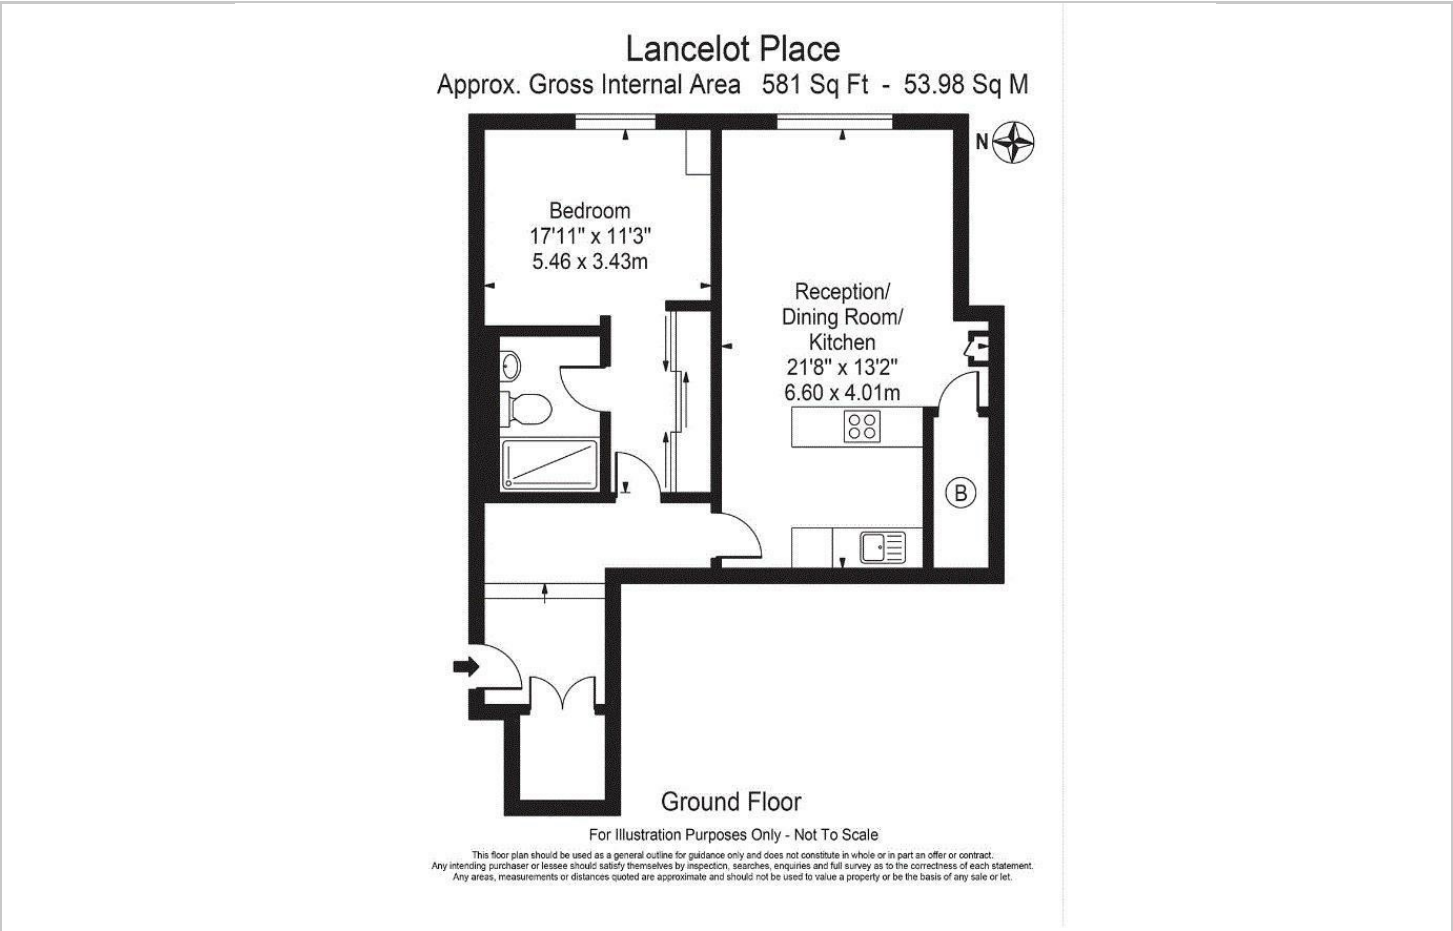 Lancelot Place
Approx. Gross Internal Area 581 Sq Ft - 53.98 Sq M
N
Bedroom
17'11" x 11'3"
5.46 x 3.43m
Reception/
Dining Room/
Kitchen
21'8" x 13'2"
6.60 x 4.01m
B
Ground Floor
For Illustration Purposes Only - Not To Scale
This floor plan should be used as a general outline for guidance only and does not constitute in whole or in part an offer or contract.
Any intending purchaser or lessee should satisfy themselves by inspection, searches, enquiries and full survey as to the correctness of each statement.
Any areas, measurements or distances quoted are approximate and should not be used to value a property or be the basis of any sale or let.